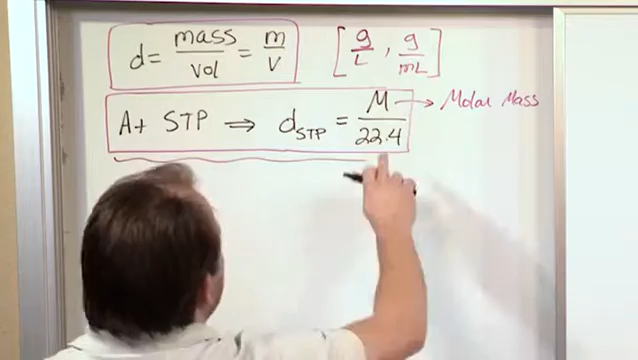 d = mass/vol = m/v [g/L, g/mL]
At STP ⇒ d_STP = M/22.4 → Molar Mass